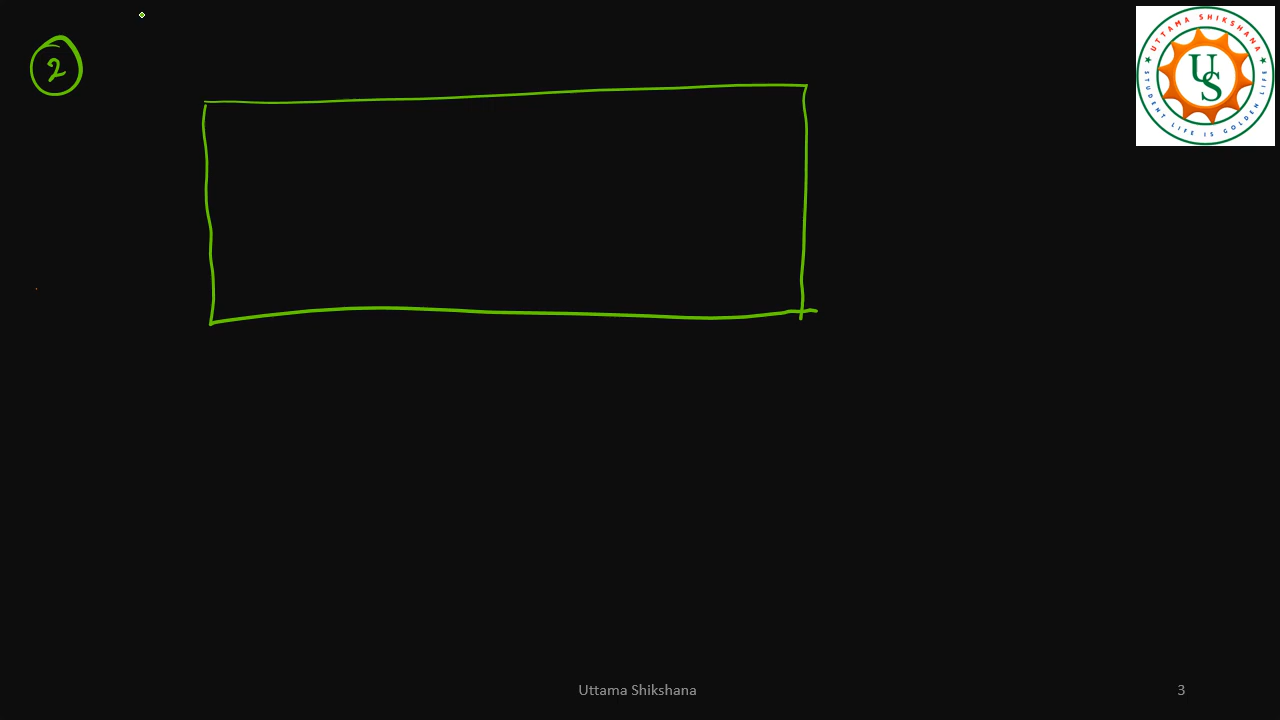 2
UTTAMA SHIKSHANA
US
STUDENT LIFE IS GOLDEN LIFE
Uttama Shikshana
3